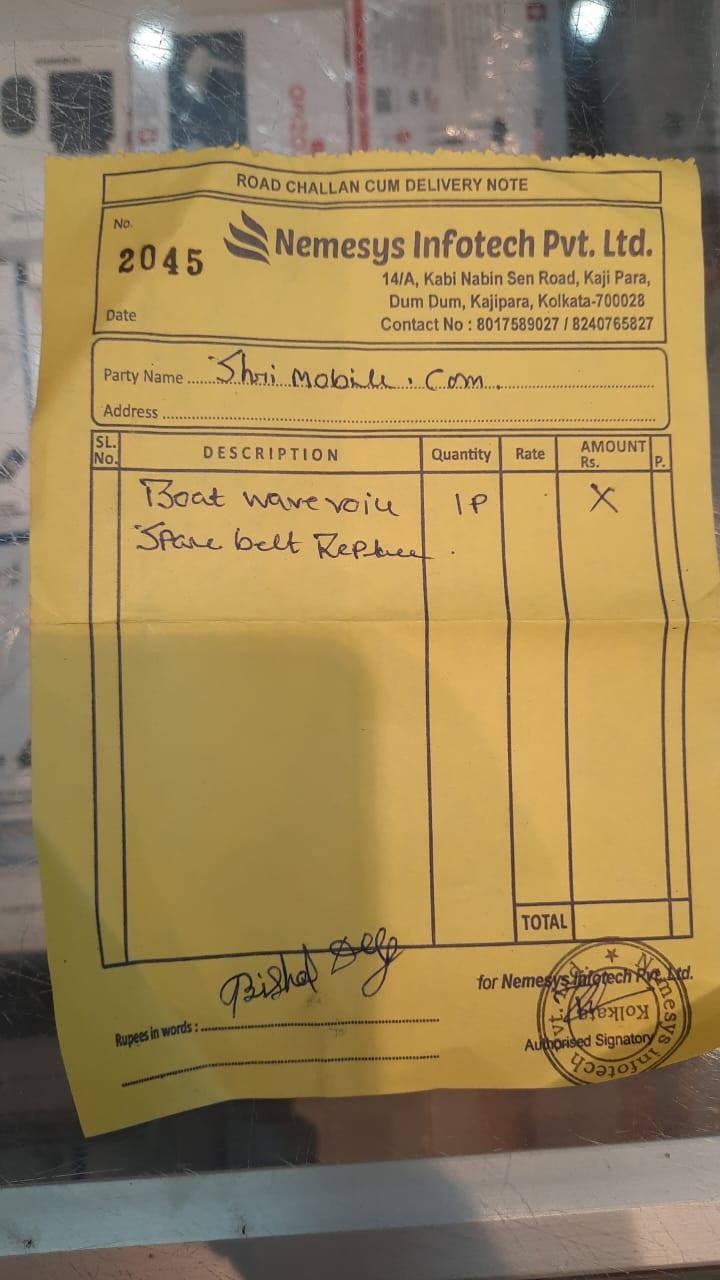 ROAD CHALLAN CUM DELIVERY NOTE
No.
2045
Nemesys Infotech Pvt. Ltd.
14/A, Kabi Nabin Sen Road, Kaji Para,
Dum Dum, Kajipara, Kolkata-700028
Date
Contact No : 8017589027 / 8240765827
Party Name Shri Mobile . Com .
Address
SL. No. DESCRIPTION Quantity Rate AMOUNT Rs. P.
Boat wave voice 1P X
Spare belt Replace .
TOTAL
Bishal
for Nemesys Infotech Pvt. Ltd.
Rupees in words :
Authorised Signatory
Nemesys Infotech Pvt. Ltd. ★
Kolkata